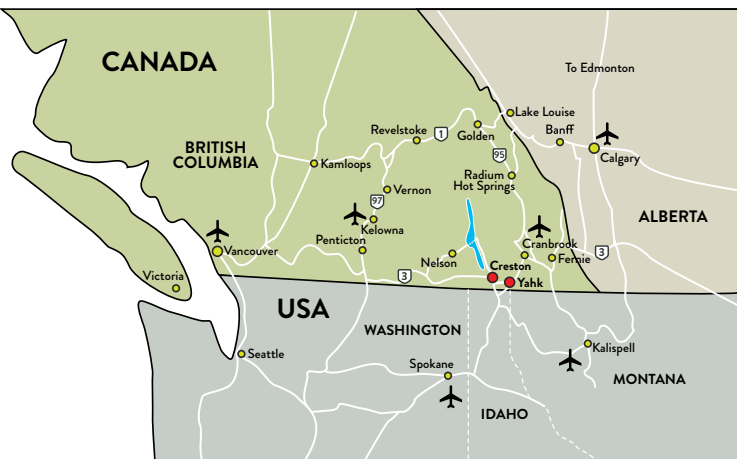 CANADA
To Edmonton
Lake Louise
Revelstoke
1
Golden
Banff
BRITISH
COLUMBIA
95
Calgary
Kamloops
Radium
Hot Springs
Vernon
97
Kelowna
ALBERTA
Penticton
Cranbrook
Vancouver
3
Nelson
Fernie
Creston
Victoria
3
Yahk
USA
WASHINGTON
Seattle
Kalispell
Spokane
MONTANA
IDAHO